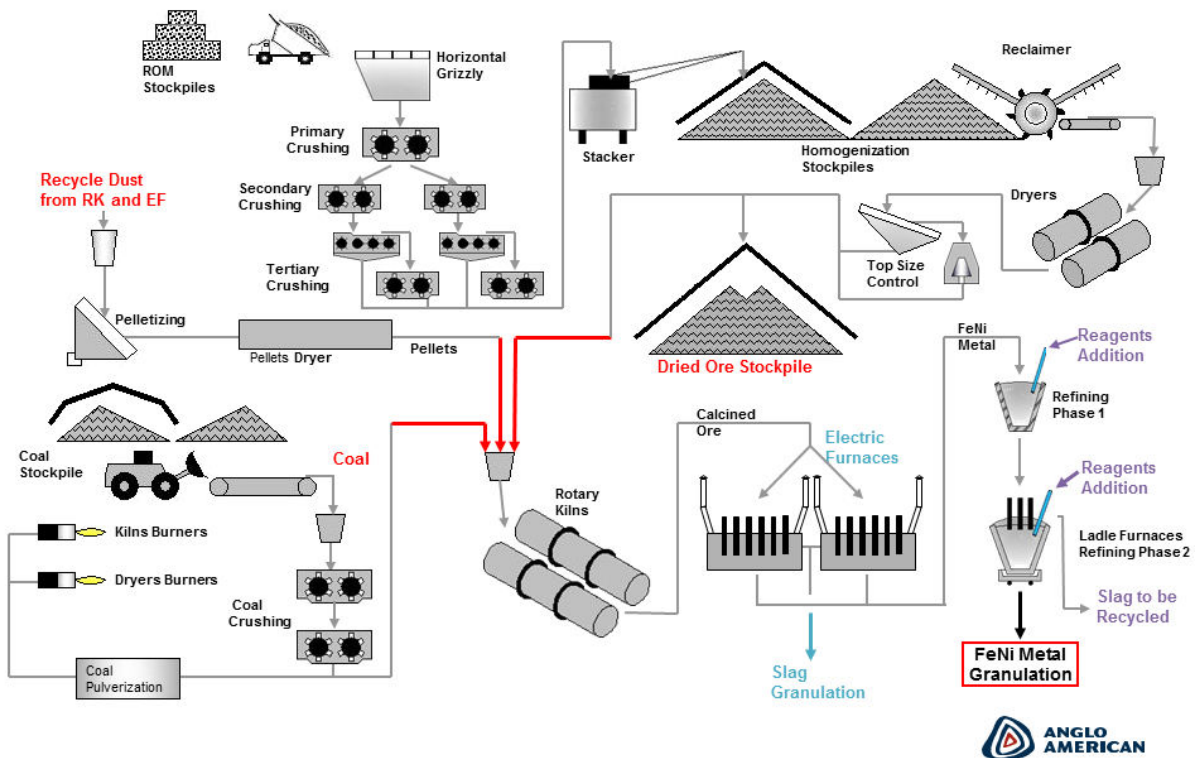 ROM
Stockpiles
Horizontal
Grizzly
Reclaimer
Primary
Crushing
Stacker
Homogenization
Stockpiles
Recycle Dust
from RK and EF
Secondary
Crushing
Dryers
Tertiary
Crushing
Top Size
Control
Pelletizing
Pellets Dryer
Pellets
Dried Ore Stockpile
FeNi
Metal
Reagents
Addition
Refining
Phase 1
Calcined
Ore
Electric
Furnaces
Coal
Stockpile
Coal
Reagents
Addition
Rotary
Kilns
Kilns Burners
Ladle Furnaces
Refining Phase 2
Dryers Burners
Slag to be
Recycled
Coal
Crushing
Coal
Pulverization
Slag
Granulation
FeNi Metal
Granulation
ANGLO
AMERICAN